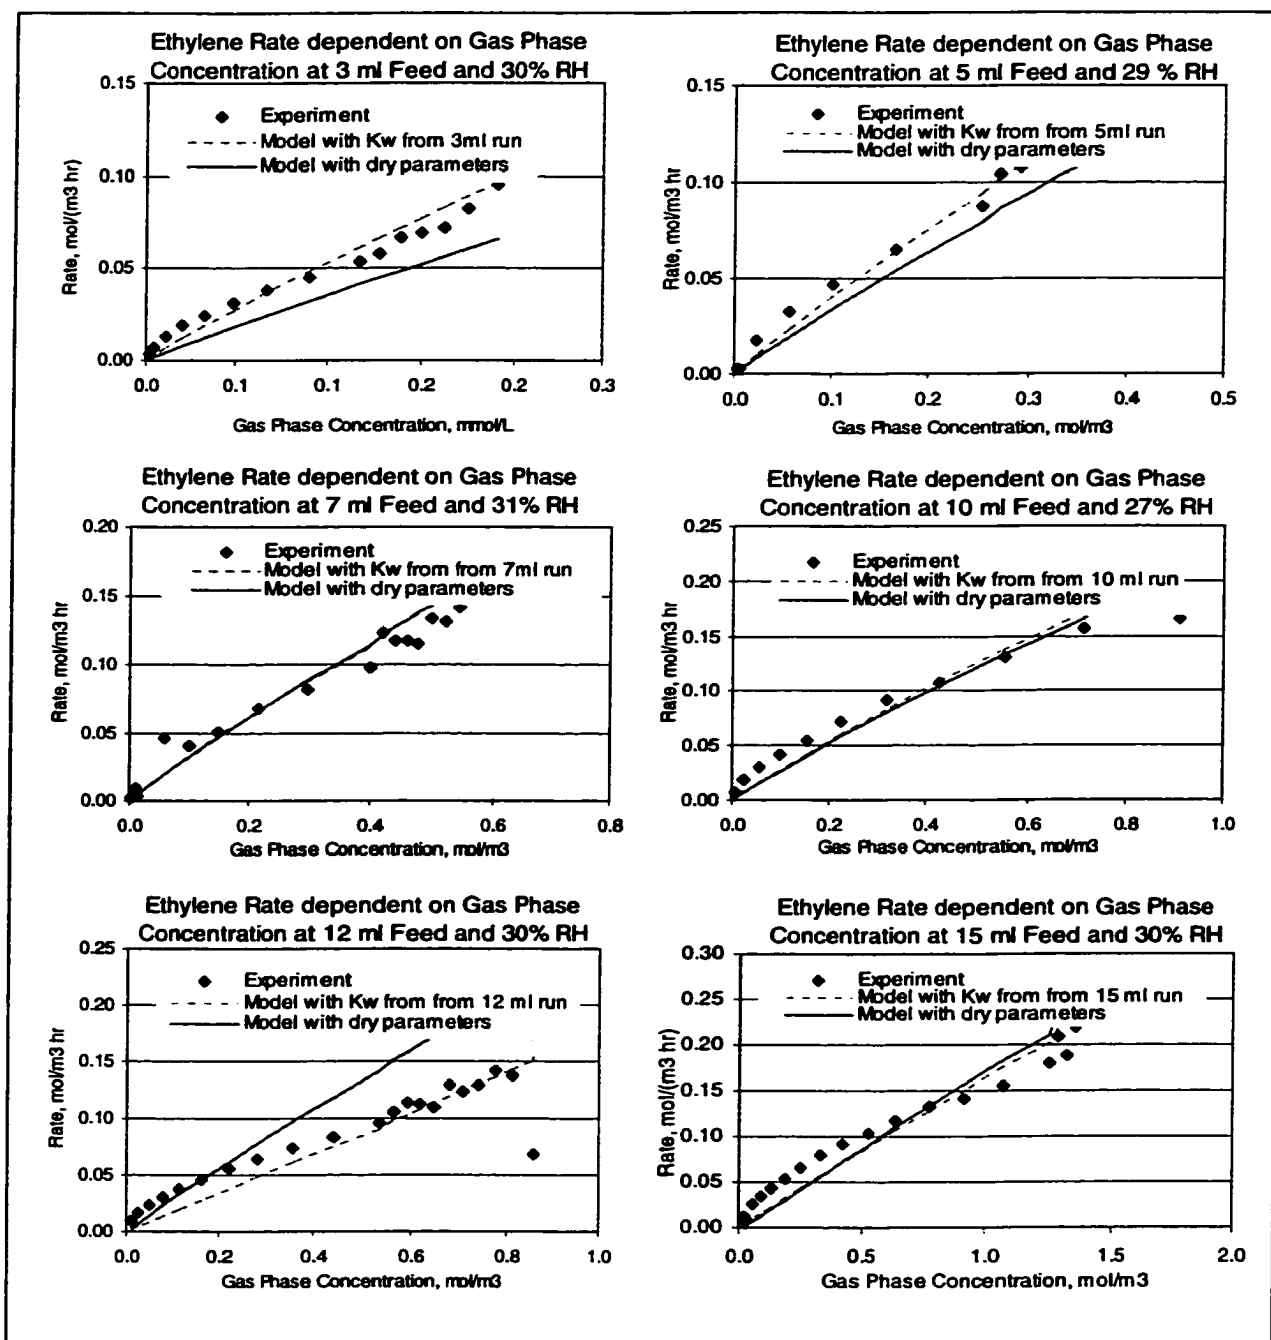 Ethylene Rate dependent on Gas Phase
Concentration at 3 ml Feed and 30% RH
0.15
Experiment
Model with Kw from 3ml run
Model with dry parameters
0.10
0.05
0.00
Rate, mol/(m3 hr)
0.0 0.1 0.1 0.2 0.2 0.3
Gas Phase Concentration, mmol/L
Ethylene Rate dependent on Gas Phase
Concentration at 5 ml Feed and 29 % RH
0.15
Experiment
Model with Kw from from 5ml run
Model with dry parameters
0.10
0.05
0.00
Rate, mol/m3 hr
0.0 0.1 0.2 0.3 0.4 0.5
Gas Phase Concentration, mol/m3
Ethylene Rate dependent on Gas Phase
Concentration at 7 ml Feed and 31% RH
0.20
Experiment
Model with Kw from from 7ml run
Model with dry parameters
0.15
0.10
0.05
0.00
Rate, mol/m3 hr
0.0 0.2 0.4 0.6 0.8
Gas Phase Concentration, mol/m3
Ethylene Rate dependent on Gas Phase
Concentration at 10 ml Feed and 27% RH
0.25
Experiment
Model with Kw from from 10 ml run
Model with dry parameters
0.20
0.15
0.10
0.05
0.00
Rate, mol/m3 hr
0.0 0.2 0.4 0.6 0.8 1.0
Gas Phase Concentration, mol/m3
Ethylene Rate dependent on Gas Phase
Concentration at 12 ml Feed and 30% RH
0.25
Experiment
Model with Kw from from 12 ml run
Model with dry parameters
0.20
0.15
0.10
0.05
0.00
Rate, mol/m3 hr
0.0 0.2 0.4 0.6 0.8 1.0
Gas Phase Concentration, mol/m3
Ethylene Rate dependent on Gas Phase
Concentration at 15 ml Feed and 30% RH
0.30
Experiment
Model with Kw from from 15 ml run
Model with dry parameters
0.25
0.20
0.15
0.10
0.05
0.00
Rate, mol/(m3 hr)
0.0 0.5 1.0 1.5 2.0
Gas Phase Concentration, mol/m3